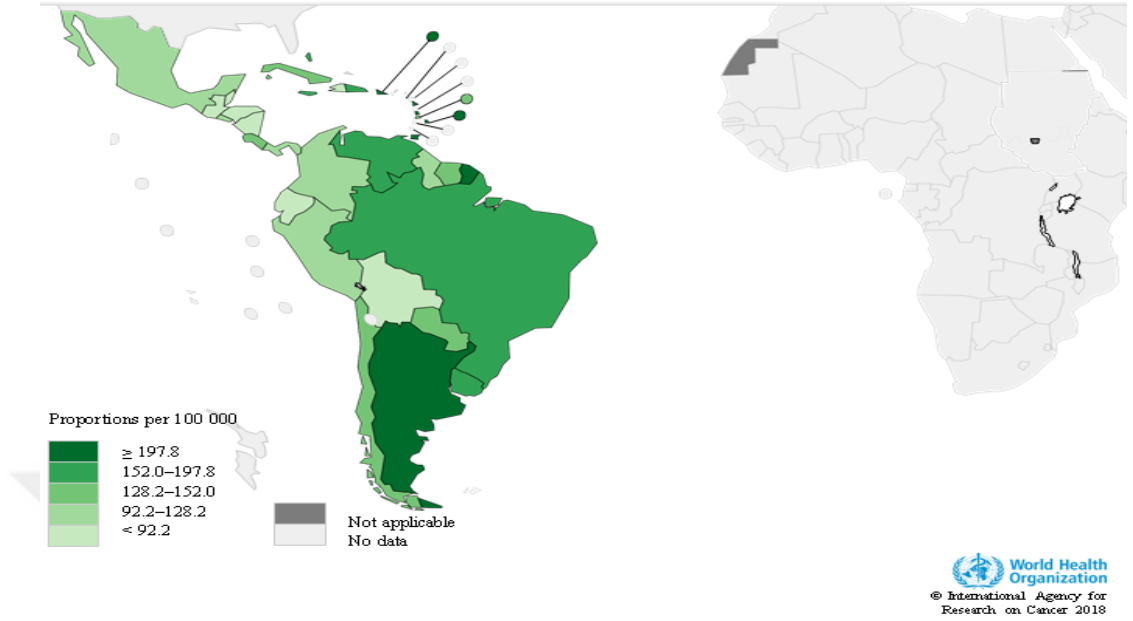 Proportions per 100 000
≥ 197.8
152.0–197.8
128.2–152.0
92.2–128.2
< 92.2
Not applicable
No data
World Health
Organization
© International Agency for
Research on Cancer 2018